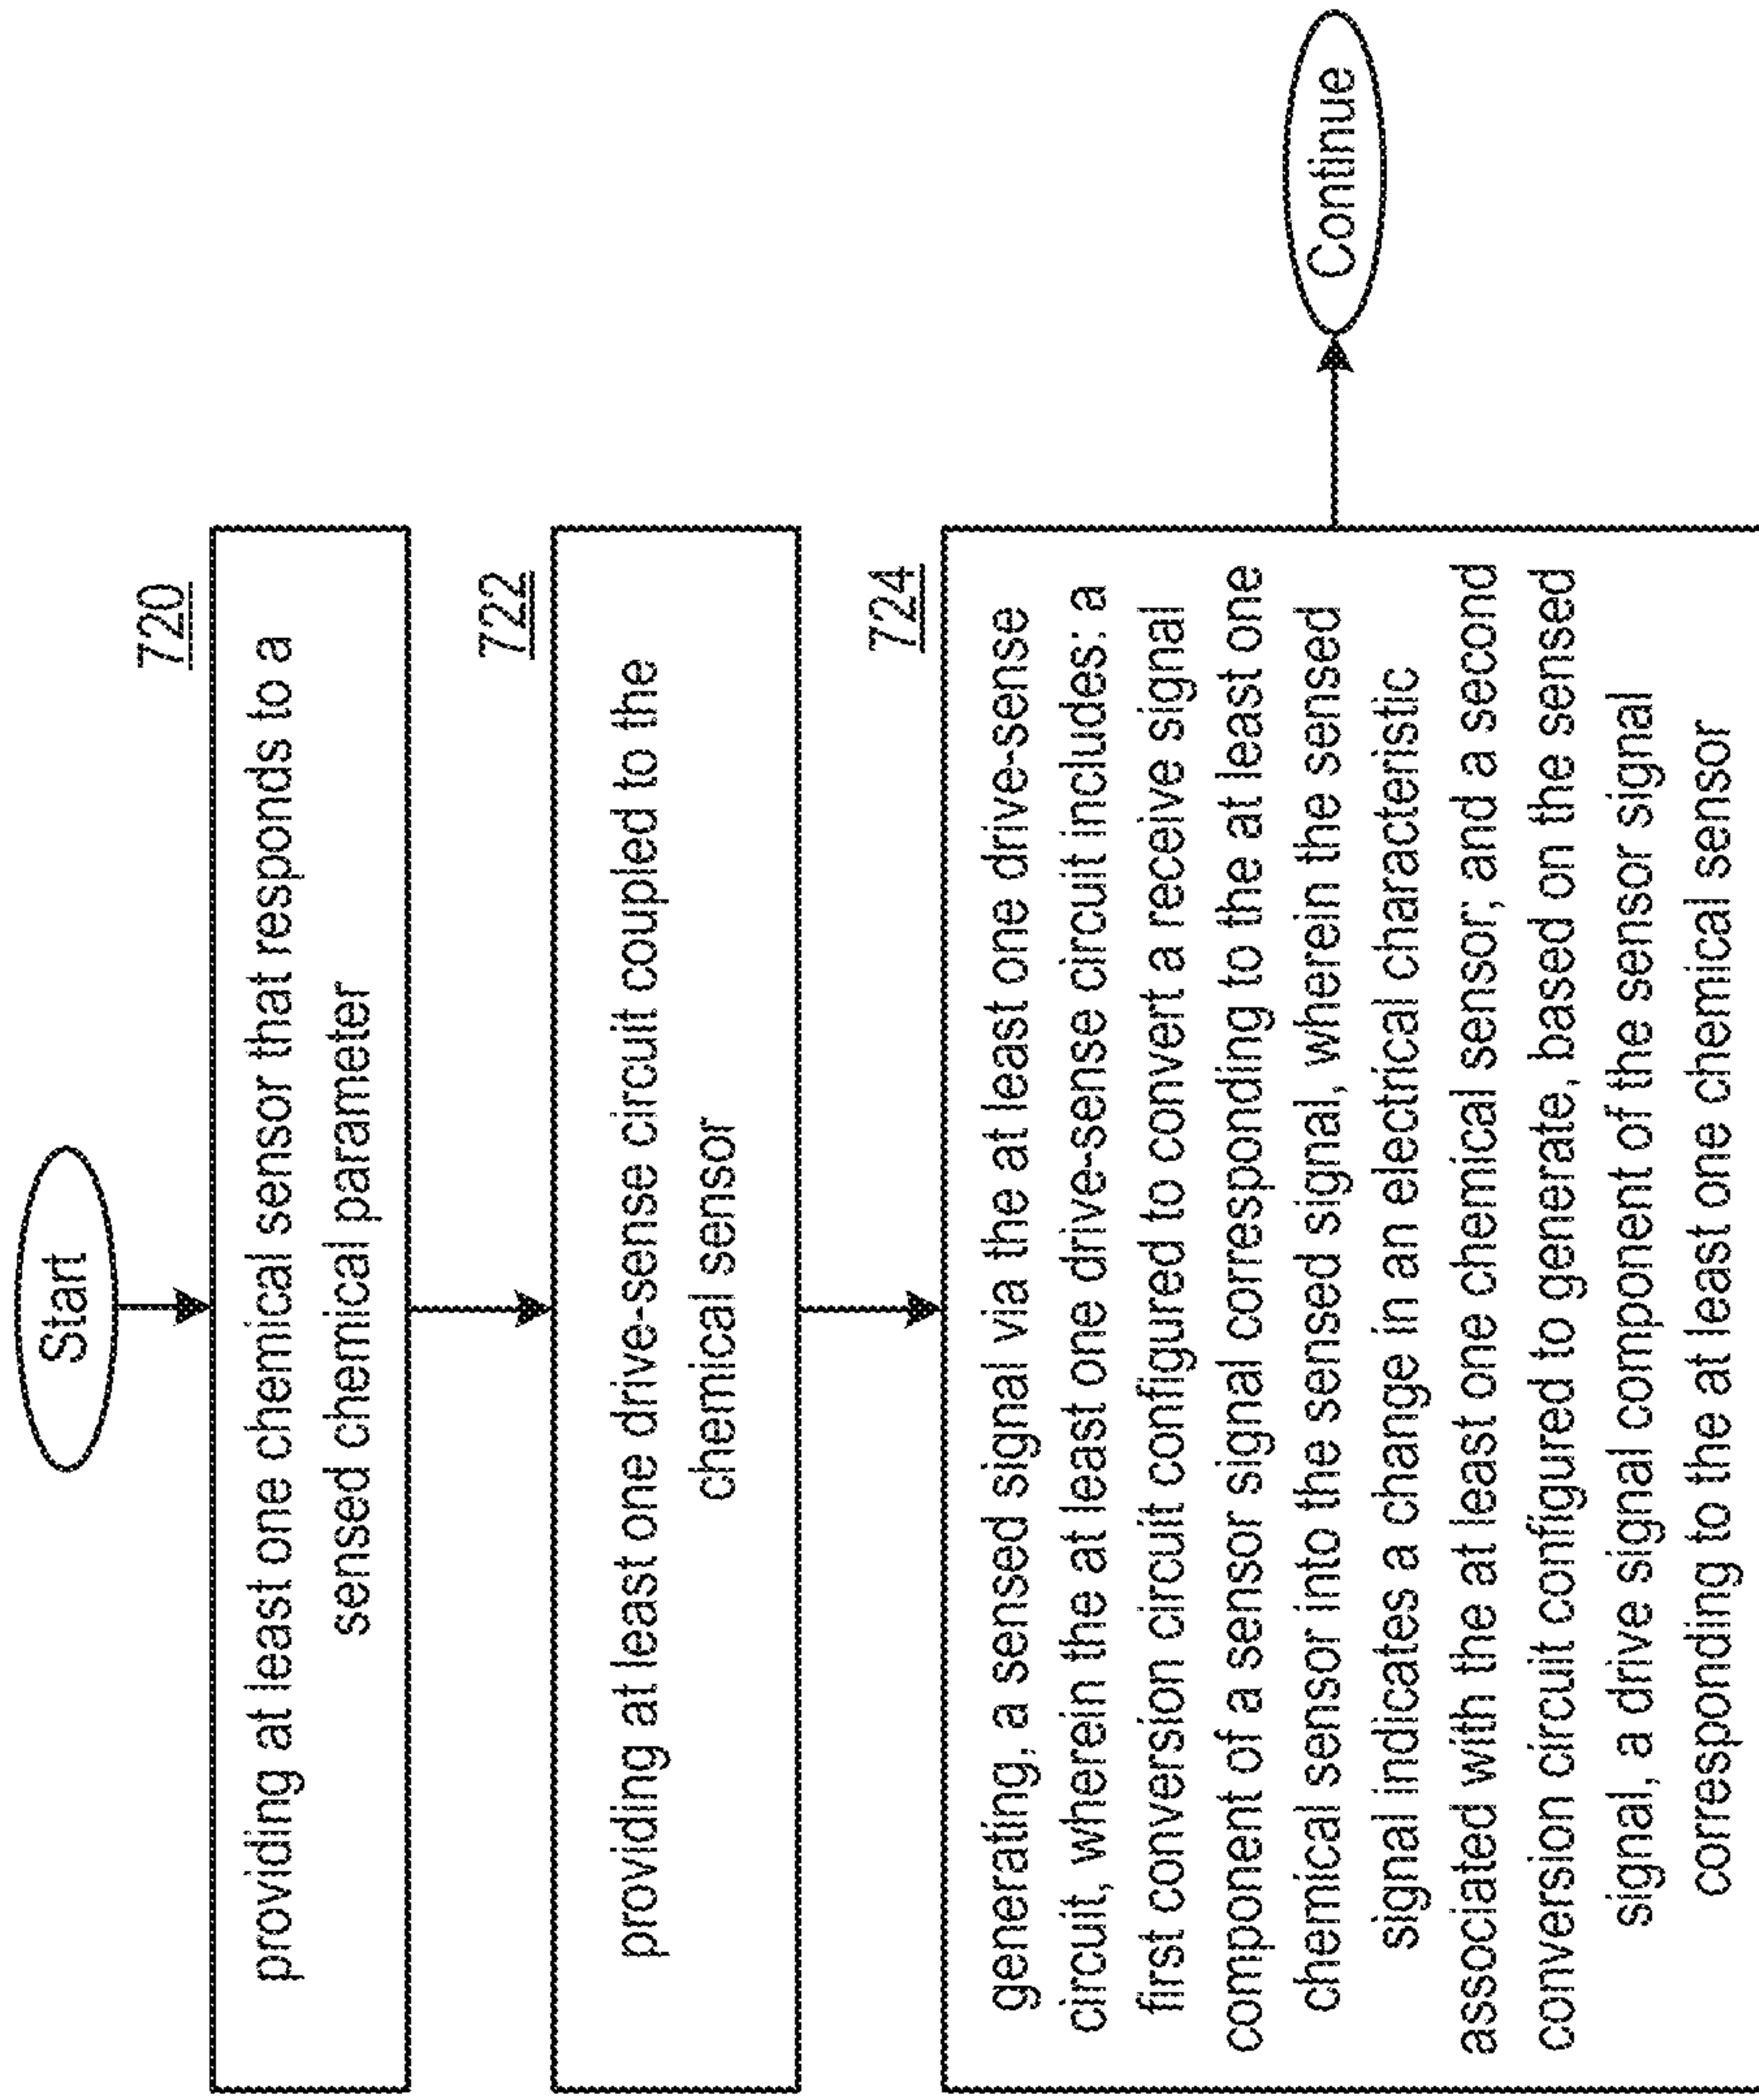 Start
720
providing at least one chemical sensor that responds to a
sensed chemical parameter
722
providing at least one drive-sense circuit coupled to the
chemical sensor
724
generating, a sensed signal via the at least one drive-sense
circuit, wherein the at least one drive-sense circuit includes: a
first conversion circuit configured to convert a receive signal
component of a sensor signal corresponding to the at least one
chemical sensor into the sensed signal, wherein the sensed
signal indicates a change in an electrical characteristic
associated with the at least one chemical sensor; and a second
conversion circuit configured to generate, based on the sensed
signal, a drive signal component of the sensor signal
corresponding to the at least one chemical sensor
Continue